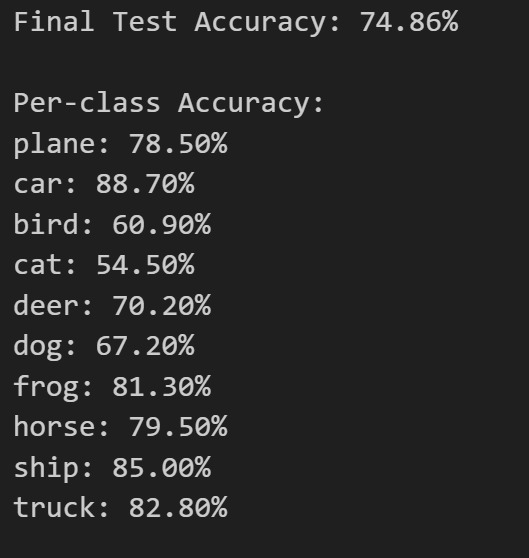 Final Test Accuracy: 74.86%
Per-class Accuracy:
plane: 78.50%
car: 88.70%
bird: 60.90%
cat: 54.50%
deer: 70.20%
dog: 67.20%
frog: 81.30%
horse: 79.50%
ship: 85.00%
truck: 82.80%